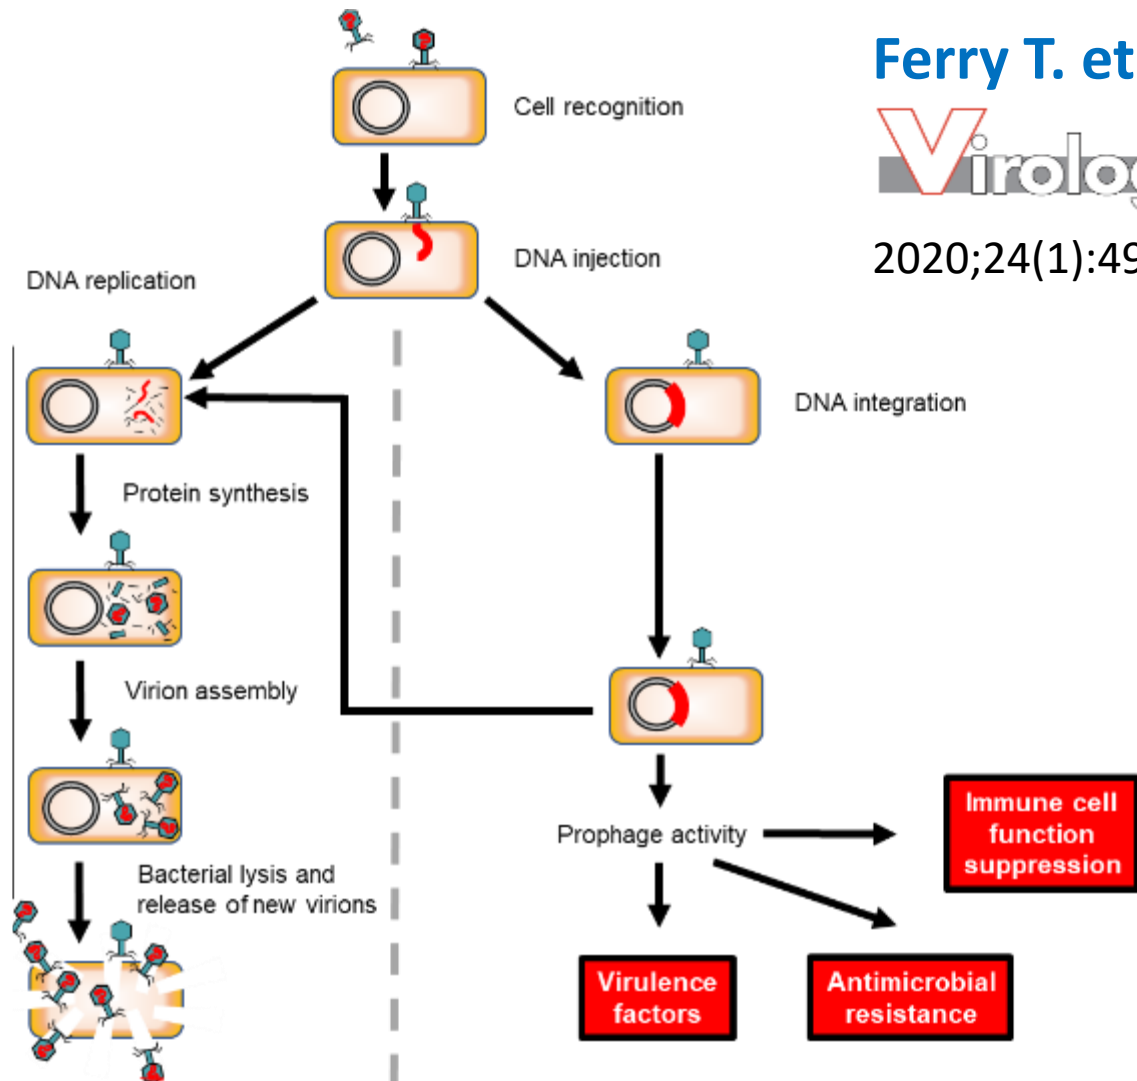 Ferry T. et
Virolog
2020;24(1):49
Cell recognition
DNA injection
DNA replication
DNA integration
Protein synthesis
Virion assembly
Prophage activity
Immune cell
function
suppression
Bacterial lysis and
release of new virions
Virulence
factors
Antimicrobial
resistance